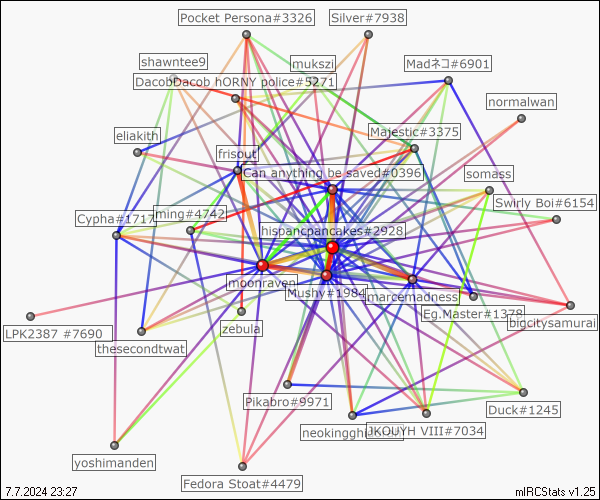 Pocket Persona#3326
Silver#7938
shawntee9
mukszi
Madネコ#6901
DacobDacob hORNY police#5271
normalwan
eliakith
Majestic#3375
frisout
Can anything be saved#0396
somass
Swirly Boi#6154
Cypha#1717
ming#4742
hispancpancakes#2928
moonraven
Mushy#1984
marcemadness
Eg.Master#1378
bigcitysamurai
LPK2387 #7690
zebula
thesecondtwat
Pikabro#9971
Duck#1245
JKOUYH VIII#7034
yoshimanden
Fedora Stoat#4479
7.7.2024 23:27
mIRCStats v1.25